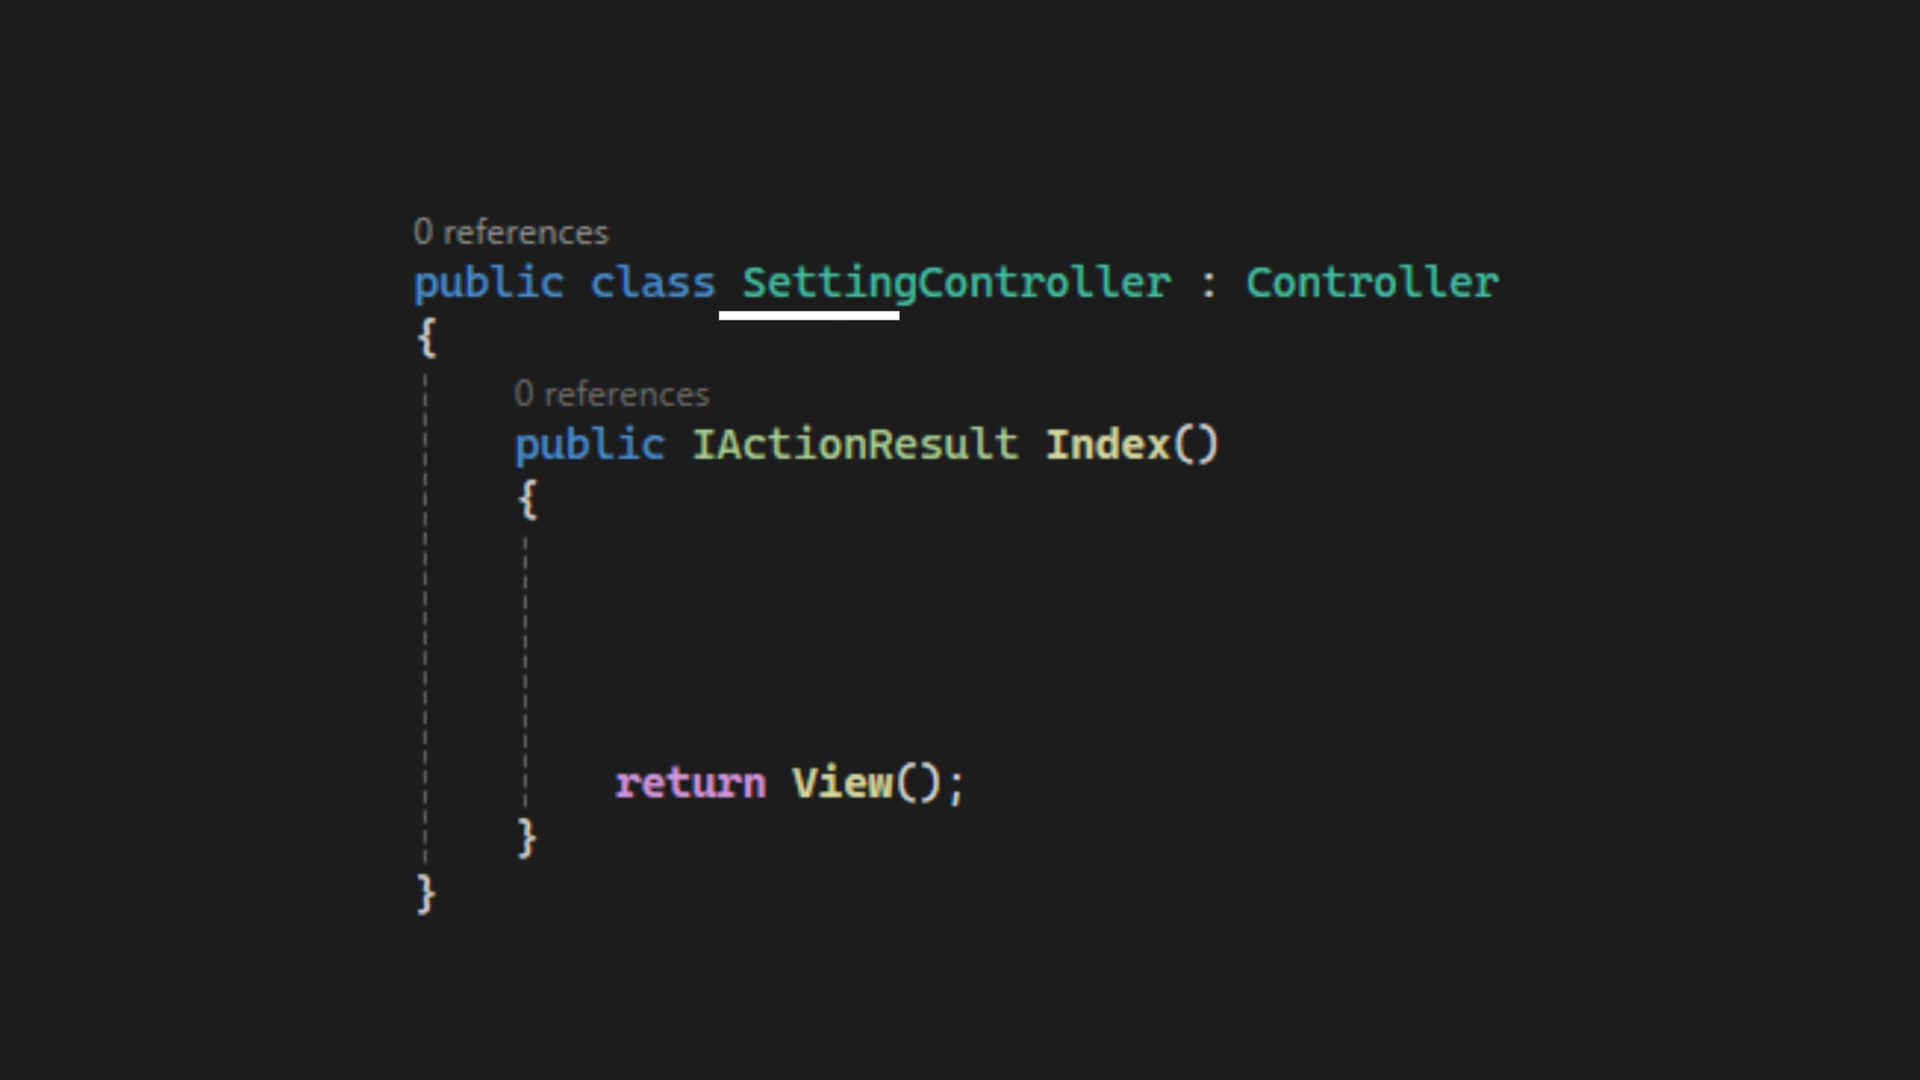 0 references
public class SettingController : Controller
{
0 references
public IActionResult Index()
{
return View();
}
}